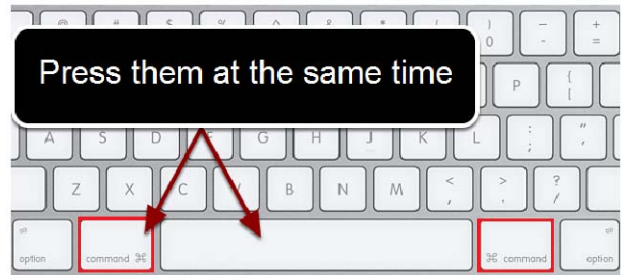 ) _ +
0 - =
Press them at the same time
P {
[
A S D F G H J K L : "
; '
Z X C V B N M < > ?
, . /
option command ⌘ ⌘ command option